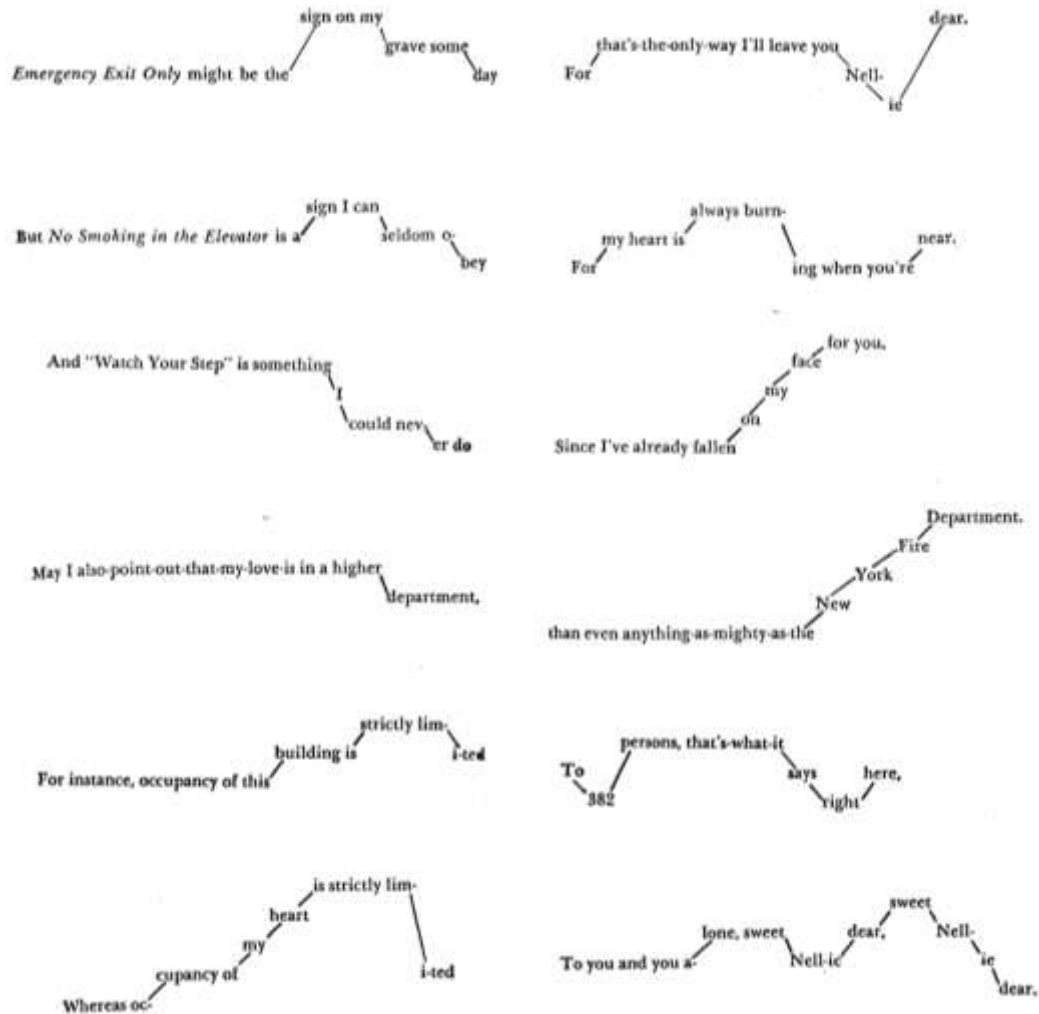 Emergency Exit Only might be the sign on my grave some day
For that's-the-only-way I'll leave you Nell-ie dear.
But No Smoking in the Elevator is a sign I can seldom o-bey
For my heart is always burn-ing when you're near.
And "Watch Your Step" is something I could nev-er do
Since I've already fallen on my face for you.
May I also-point-out-that-my-love-is in a higher department,
than even anything-as-mighty-as-the New York Fire Department.
For instance, occupancy of this building is strictly lim-i-ted
To 382 persons, that's-what-it says right here,
Whereas oc-cupancy of my heart is strictly lim-i-ted
To you and you a-lone, sweet Nell-ie dear, sweet Nell-ie dear.